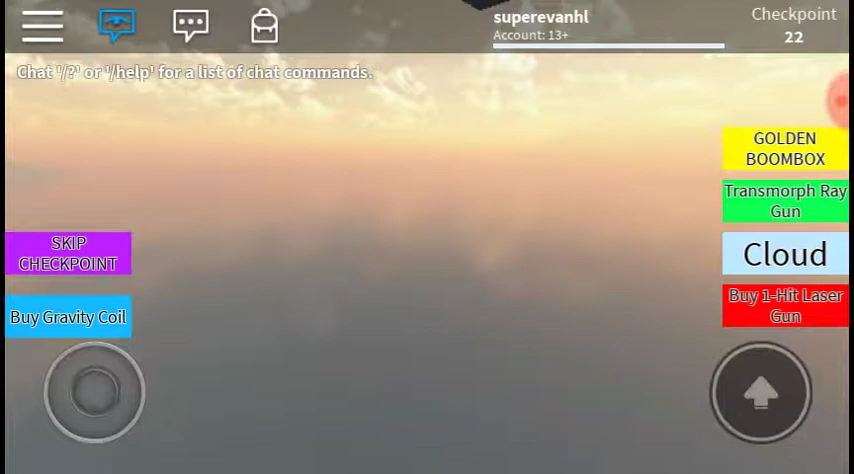 superevanhl
Account: 13+
Checkpoint
22
Chat '/?' or '/help' for a list of chat commands.
GOLDEN
BOOMBOX
Transmorph Ray
Gun
SKIP
CHECKPOINT
Cloud
Buy Gravity Coil
Buy 1-Hit Laser
Gun